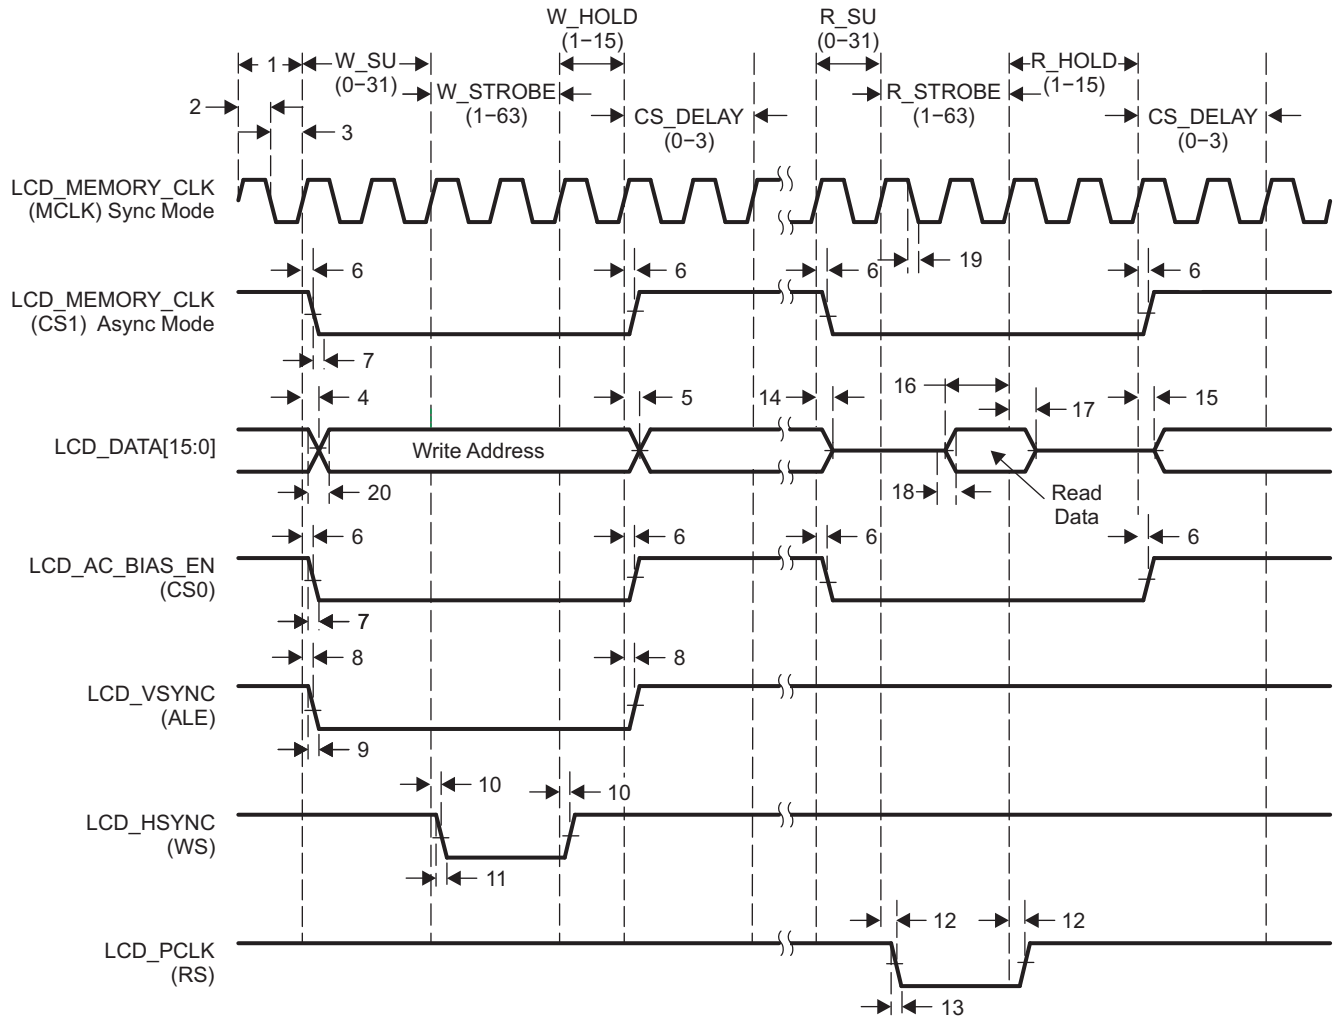 W_HOLD
(1−15)
R_SU
(0−31)
1
W_SU
(0−31)
R_HOLD
(1−15)
2
W_STROBE
(1−63)
R_STROBE
(1−63)
3
CS_DELAY
(0−3)
CS_DELAY
(0−3)
LCD_MEMORY_CLK
(MCLK) Sync Mode
6
6
6
19
6
LCD_MEMORY_CLK
(CS1) Async Mode
7
4
5
14
16
17
15
LCD_DATA[15:0]
Write Address
20
18
Read
Data
6
6
6
6
LCD_AC_BIAS_EN
(CS0)
7
8
8
LCD_VSYNC
(ALE)
9
10
10
LCD_HSYNC
(WS)
11
12
12
LCD_PCLK
(RS)
13